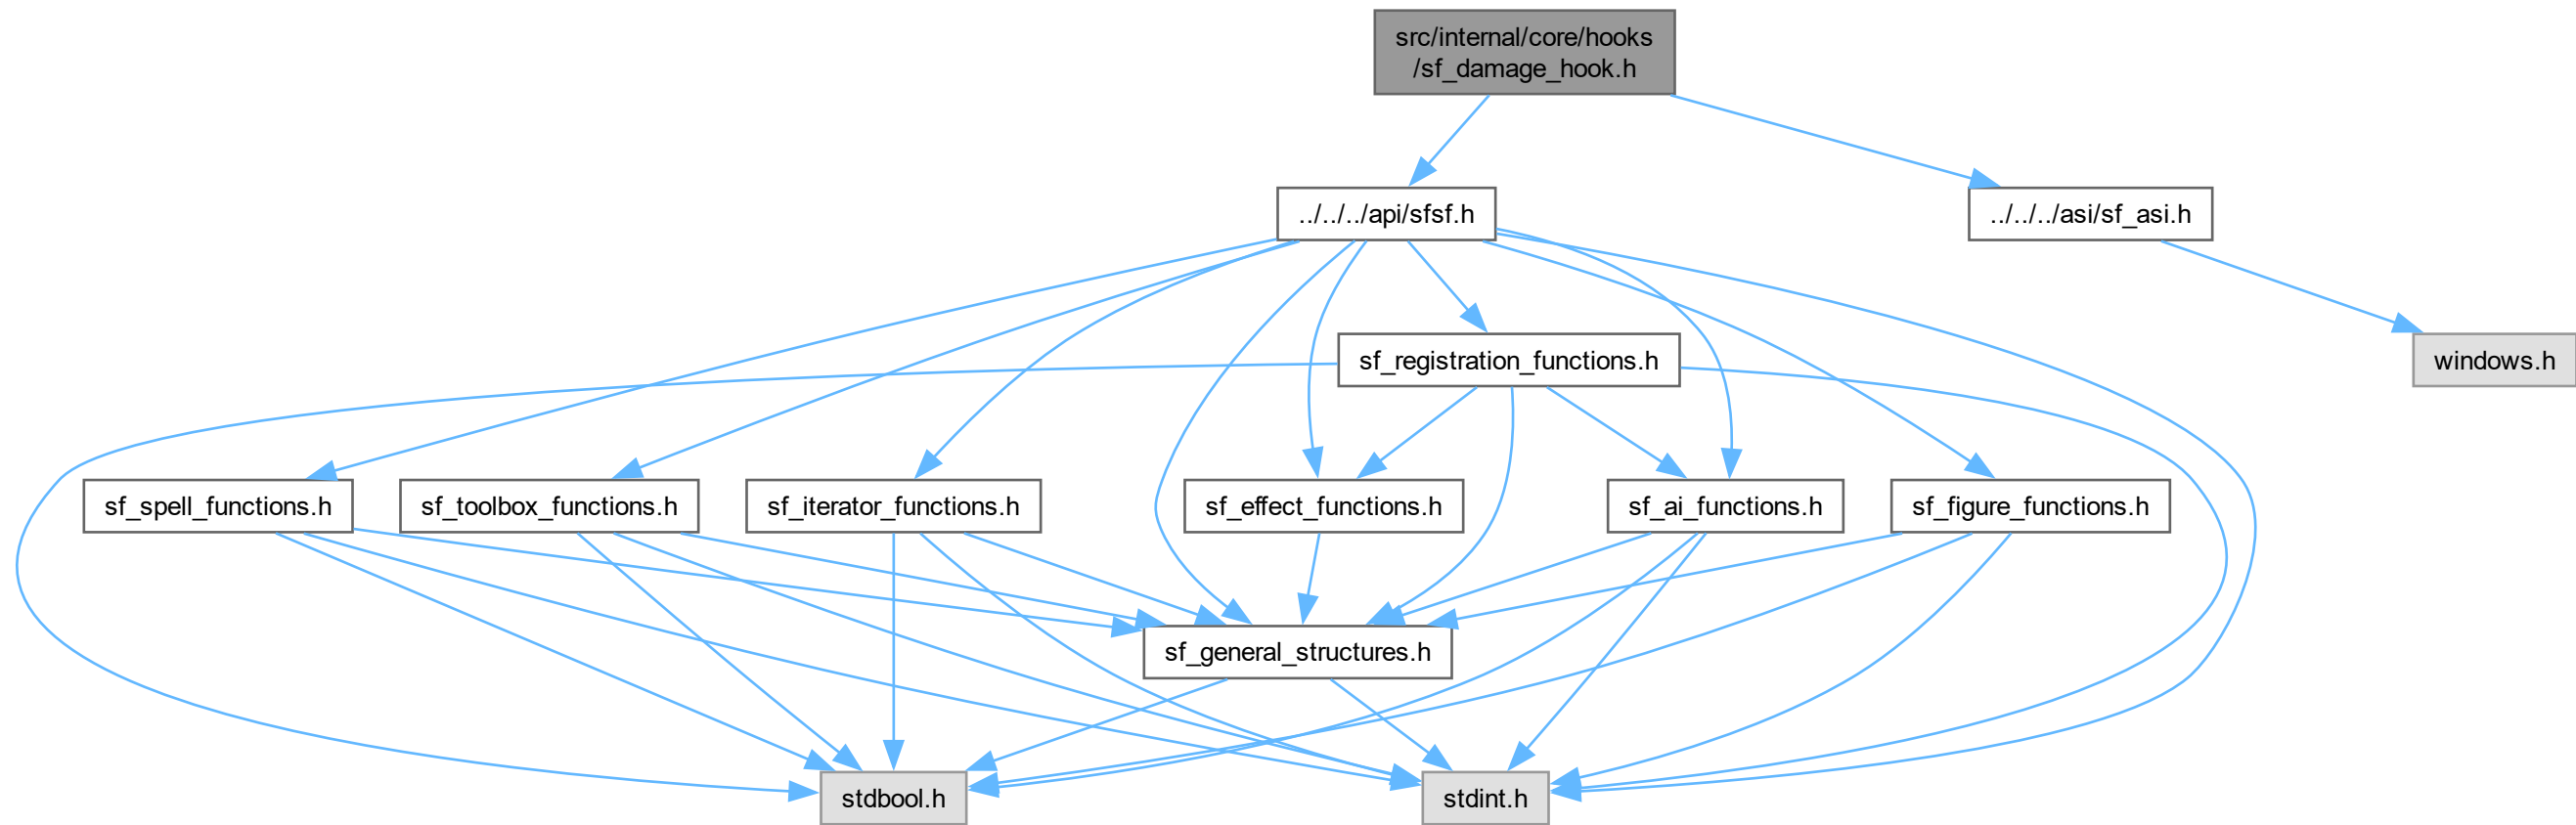 src/internal/core/hooks
/sf_damage_hook.h
../../../api/sfsf.h
../../../asi/sf_asi.h
sf_registration_functions.h
windows.h
sf_spell_functions.h
sf_toolbox_functions.h
sf_iterator_functions.h
sf_effect_functions.h
sf_ai_functions.h
sf_figure_functions.h
sf_general_structures.h
stdbool.h
stdint.h